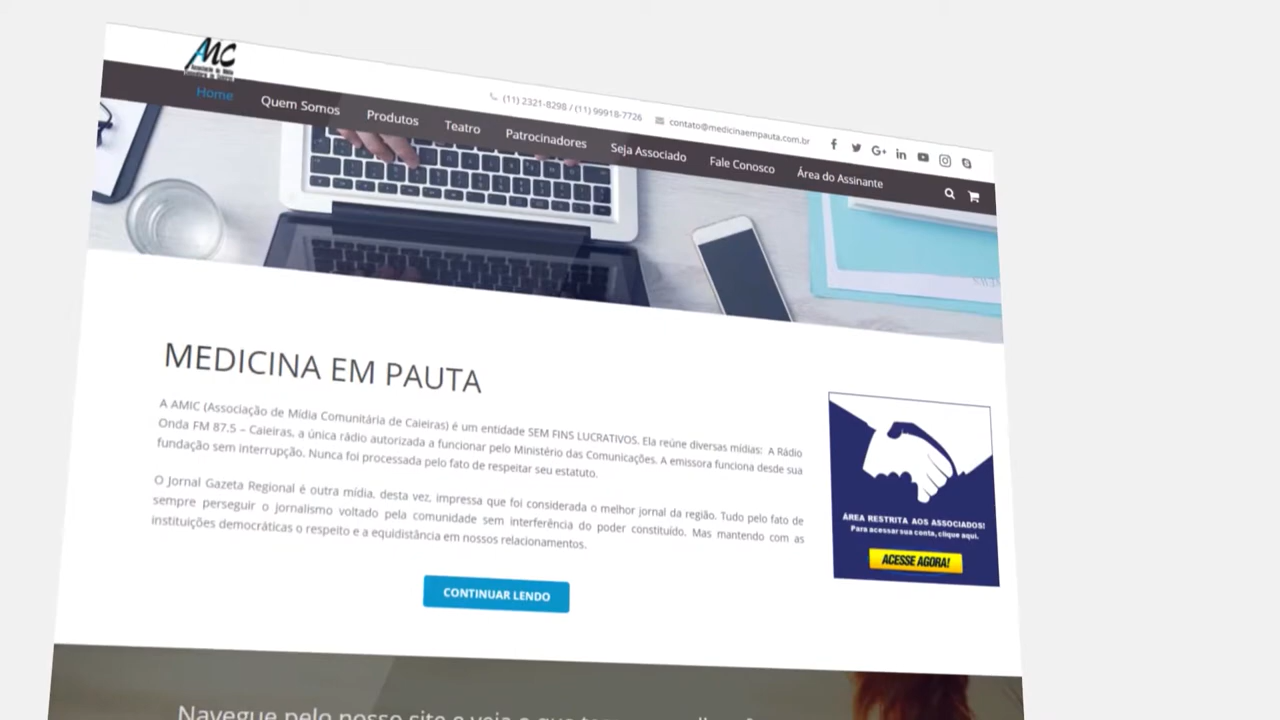 AMC
(11) 2321-8298 / (11) 99918-7726
contato@medicinaempauta.com.br
Home
Quem Somos
Produtos
Teatro
Patrocinadores
Seja Associado
Fale Conosco
Área do Assinante
MEDICINA EM PAUTA
A AMIC (Associação de Mídia Comunitária de Caieiras) é um entidade SEM FINS LUCRATIVOS. Ela reúne diversas mídias: A Rádio
Onda FM 87.5 – Caieiras, a única rádio autorizada a funcionar pelo Ministério das Comunicações. A emissora funciona desde sua
fundação sem interrupção. Nunca foi processada pelo fato de respeitar seu estatuto.
O Jornal Gazeta Regional é outra mídia, desta vez, impressa que foi considerada o melhor jornal da região. Tudo pelo fato de
sempre perseguir o jornalismo voltado pela comunidade sem interferência do poder constituído. Mas mantendo com as
instituições democráticas o respeito e a equidistância em nossos relacionamentos.
CONTINUAR LENDO
ÁREA RESTRITA AOS ASSOCIADOS!
Para acessar sua conta, clique aqui.
ACESSE AGORA!
Navegue pelo nosso site e veja o que